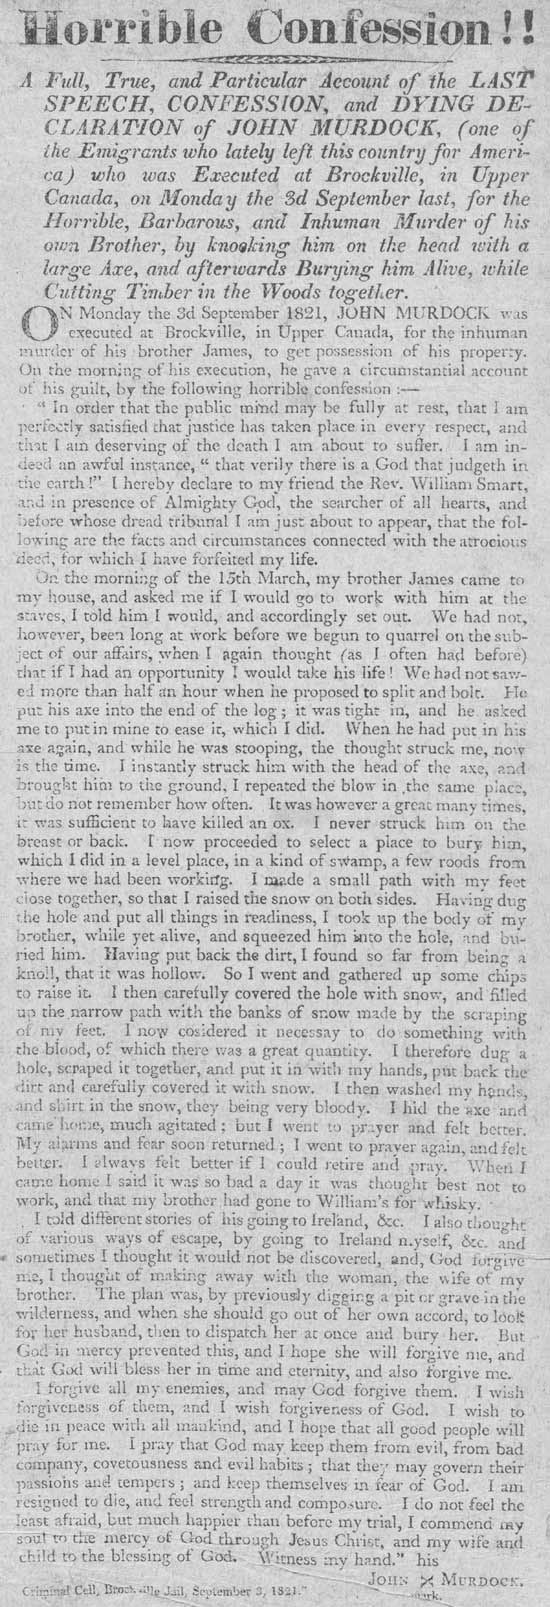 Horrible Confession!!
A Full, True, and Particular Account of the LAST
SPEECH, CONFESSION, and DYING DE-
CLARATION of JOHN MURDOCK, (one of
the Emigrants who lately left this country for Ameri-
ca) who was Executed at Brockville, in Upper
Canada, on Monday the 3d September last, for the
Horrible, Barbarous, and Inhuman Murder of his
own Brother, by knocking him on the head with a
large Axe, and afterwards Burying him Alive, while
Cutting Timber in the Woods together.
ON Monday the 3d September 1821, JOHN MURDOCK was
executed at Brockville, in Upper Canada, for the inhuman
murder of his brother James, to get possession of his property.
On the morning of his execution, he gave a circumstantial account
of his guilt, by the following horrible confession :—
" In order that the public mind may be fully at rest, that I am
perfectly satisfied that justice has taken place in every respect, and
that I am deserving of the death I am about to suffer. I am in-
deed an awful instance, " that verily there is a God that judgeth in
the earth!" I hereby declare to my friend the Rev. William Smart,
and in presence of Almighty God, the searcher of all hearts, and
before whose dread tribunal I am just about to appear, that the fol-
lowing are the facts and circumstances connected with the atrocious
deed, for which I have forfeited my life.
On the morning of the 15th March, my brother James came to
my house, and asked me if I would go to work with him at the
staves, I told him I would, and accordingly set out. We had not,
however, been long at work before we begun to quarrel on the sub-
ject of our affairs, when I again thought (as I often had before)
that if I had an opportunity I would take his life! We had not saw-
ed more than half an hour when he proposed to split and bolt. He
put his axe into the end of the log; it was tight in, and he asked
me to put in mine to ease it, which I did. When he had put in his
axe again, and while he was stooping, the thought struck me, now
is the time. I instantly struck him with the head of the axe, and
brought him to the ground, I repeated the blow in the same place,
but do not remember how often. It was however a great many times,
it was sufficient to have killed an ox. I never struck him on the
breast or back. I now proceeded to select a place to bury him,
which I did in a level place, in a kind of swamp, a few roods from
where we had been working. I made a small path with my feet
close together, so that I raised the snow on both sides. Having dug
the hole and put all things in readiness, I took up the body of my
brother, while yet alive, and squeezed him into the hole, and bu-
ried him. Having put back the dirt, I found so far from being a
knoll, that it was hollow. So I went and gathered up some chips
to raise it. I then carefully covered the hole with snow, and filled
up the narrow path with the banks of snow made by the scraping
of my feet. I now cosidered it necessay to do something with
the blood, of which there was a great quantity. I therefore dug a
hole, scraped it together, and put it in with my hands, put back the
dirt and carefully covered it with snow. I then washed my hands,
and shirt in the snow, they being very bloody. I hid the axe and
came home, much agitated; but I went to prayer and felt better.
My alarms and fear soon returned; I went to prayer again, and felt
better. I always felt better if I could retire and pray. When I
came home I said it was so bad a day it was thought best not to
work, and that my brother had gone to William's for whisky.
I told different stories of his going to Ireland, &c. I also thought
of various ways of escape, by going to Ireland myself, &c. and
sometimes I thought it would not be discovered, and, God forgive
me, I thought of making away with the woman, the wife of my
brother. The plan was, by previously digging a pit or grave in the
wilderness, and when she should go out of her own accord, to look
for her husband, then to dispatch her at once and bury her. But
God in mercy prevented this, and I hope she will forgive me, and
that God will bless her in time and eternity, and also forgive me.
I forgive all my enemies, and may God forgive them. I wish
forgiveness of them, and I wish forgiveness of God. I wish to
die in peace with all mankind, and I hope that all good people will
pray for me. I pray that God may keep them from evil, from bad
company, covetousness and evil habits; that they may govern their
passions and tempers; and keep themselves in fear of God. I am
resigned to die, and feel strength and composure. I do not feel the
least afraid, but much happier than before my trial, I commend my
soul to the mercy of God through Jesus Christ, and my wife and
child to the blessing of God. Witness my hand." his
JOHN X MURDOCK.
Criminal Cell, Brockville Jail, September 3, 1821." mark.